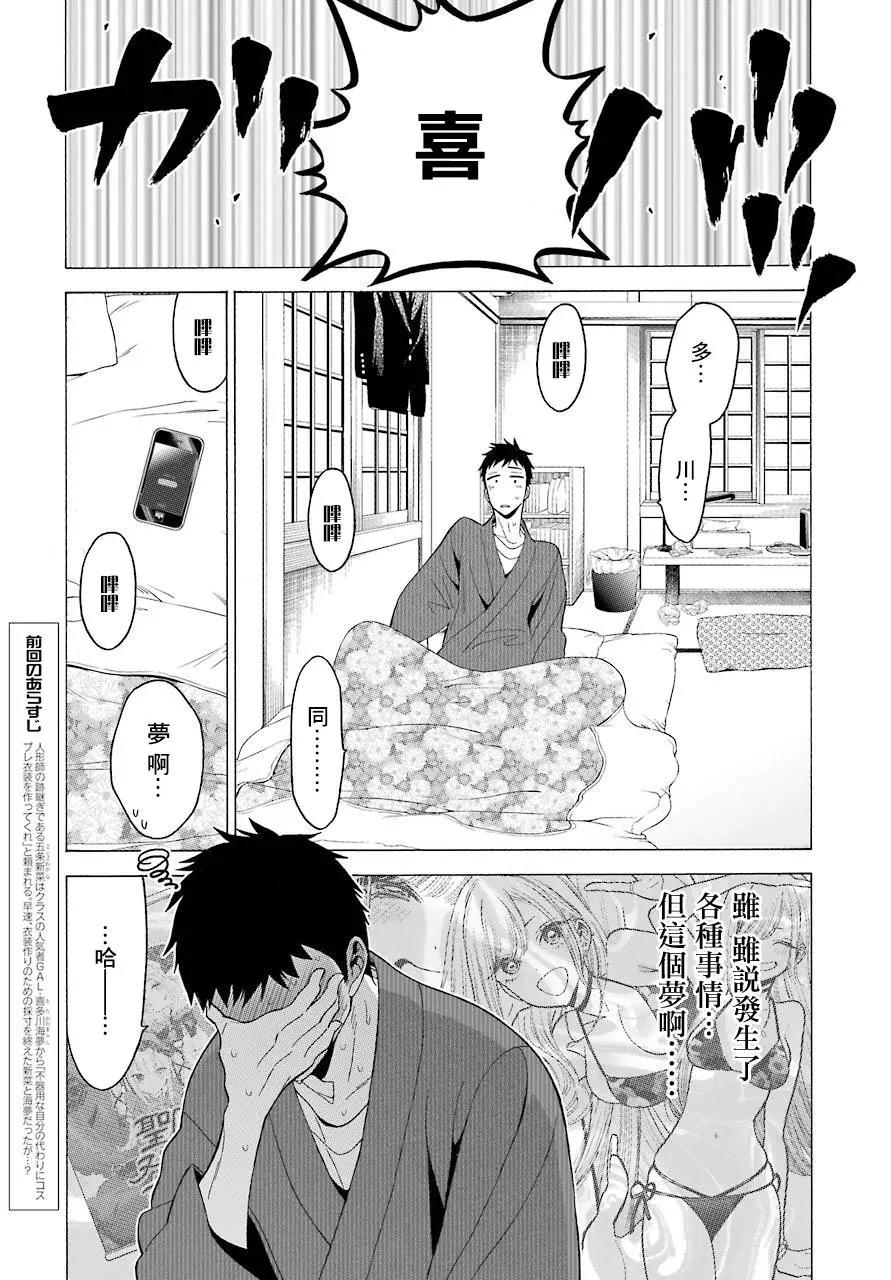 ガバッ!!
喜
多…
川…
嗶
嗶
嗶
嗶
同……
嗶
嗶
嗶
嗶
夢啊…
雖 雖說發生了
各種事情…
但這個夢啊………
…哈———…
前回のあらすじ
人形師の跡継ぎである五条新菜はクラスの人気者GAL・喜多川海夢から「不器用な自分の代わりにコス
プレ衣装を作ってくれ」と頼まれる。早速、衣装作りのための採寸を終えた新菜と海夢だったが…?